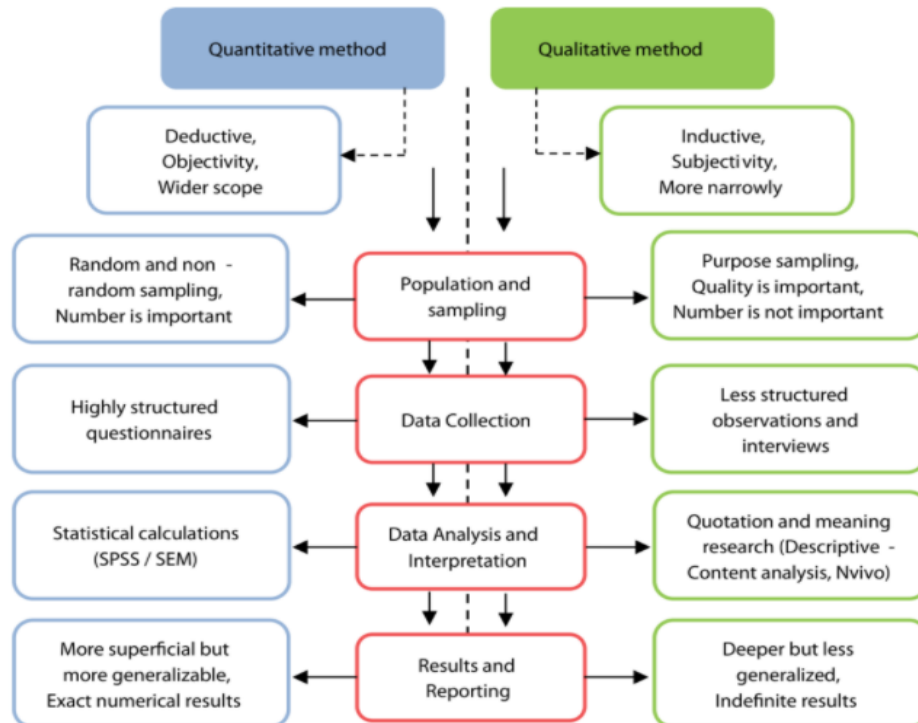 Quantitative method
Qualitative method
Deductive,
Objectivity,
Wider scope
Inductive,
Subjectivity,
More narrowly
Random and non -
random sampling,
Number is important
Population and
sampling
Purpose sampling,
Quality is important,
Number is not important
Highly structured
questionnaires
Data Collection
Less structured
observations and
interviews
Statistical calculations
(SPSS / SEM)
Data Analysis and
Interpretation
Quotation and meaning
research (Descriptive -
Content analysis, Nvivo)
More superficial but
more generalizable,
Exact numerical results
Results and
Reporting
Deeper but less
generalized,
Indefinite results